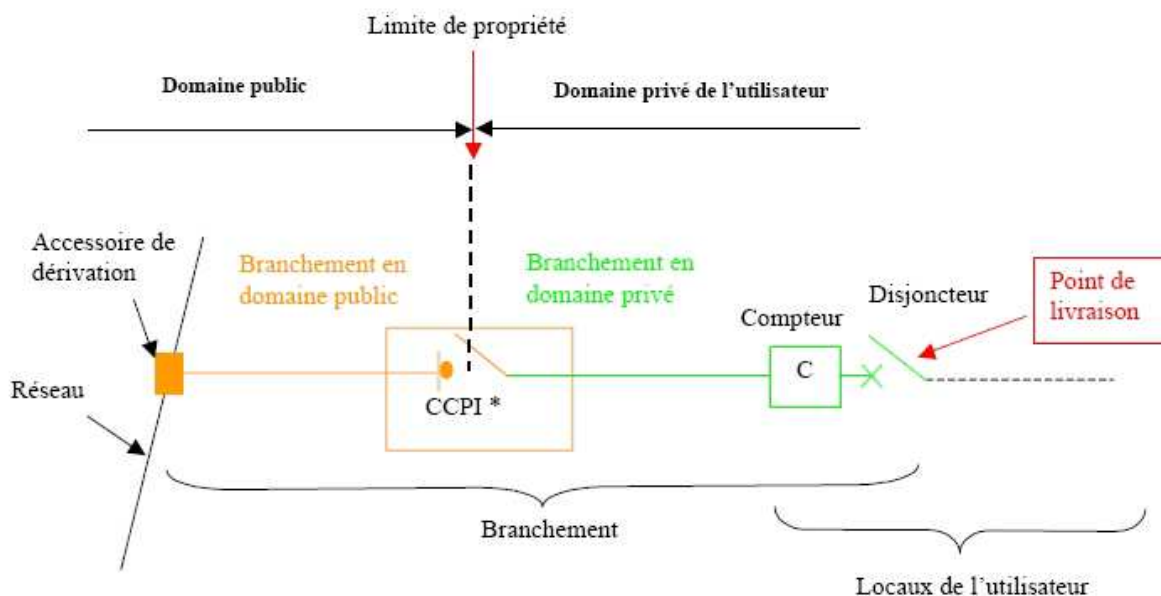 Limite de propriété
Domaine public
Domaine privé de l'utilisateur
Accessoire de
dérivation
Branchement en
domaine public
Branchement en
domaine privé
Disjoncteur
Point de
livraison
Compteur
C
Réseau
CCPI *
Branchement
Locaux de l'utilisateur